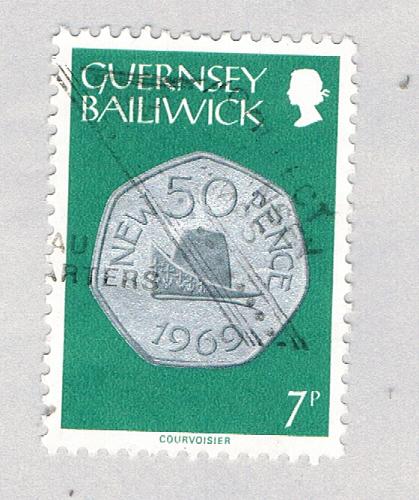 GUERNSEY
BAILIWICK
50
NEW PENCE
1969
AU
ARTERS
7P
COURVOISIER